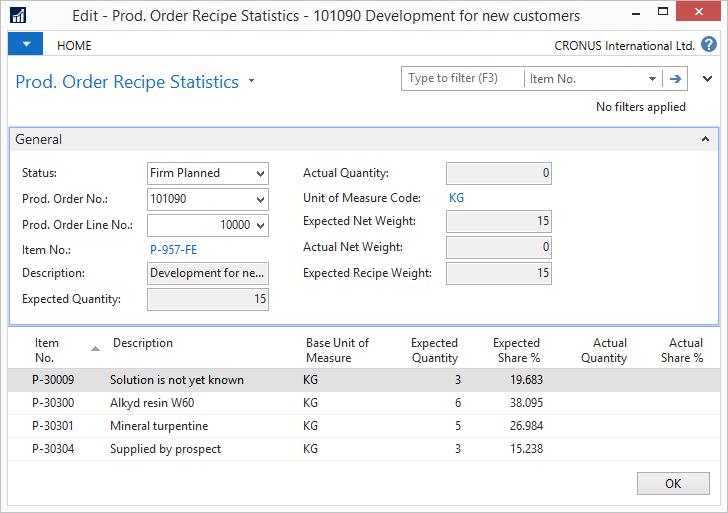 Edit - Prod. Order Recipe Statistics - 101090 Development for new customers
HOME
CRONUS International Ltd.
?
Prod. Order Recipe Statistics
Type to filter (F3)
Item No.
No filters applied
General
Status: Firm Planned
Prod. Order No.: 101090
Prod. Order Line No.: 10000
Item No.: P-957-FE
Description: Development for ne...
Expected Quantity: 15
Actual Quantity: 0
Unit of Measure Code: KG
Expected Net Weight: 15
Actual Net Weight: 0
Expected Recipe Weight: 15
Item No. Description Base Unit of Measure Expected Quantity Expected Share % Actual Quantity Actual Share %
P-30009 Solution is not yet known KG 3 19.683
P-30300 Alkyd resin W60 KG 6 38.095
P-30301 Mineral turpentine KG 5 26.984
P-30304 Supplied by prospect KG 3 15.238
OK